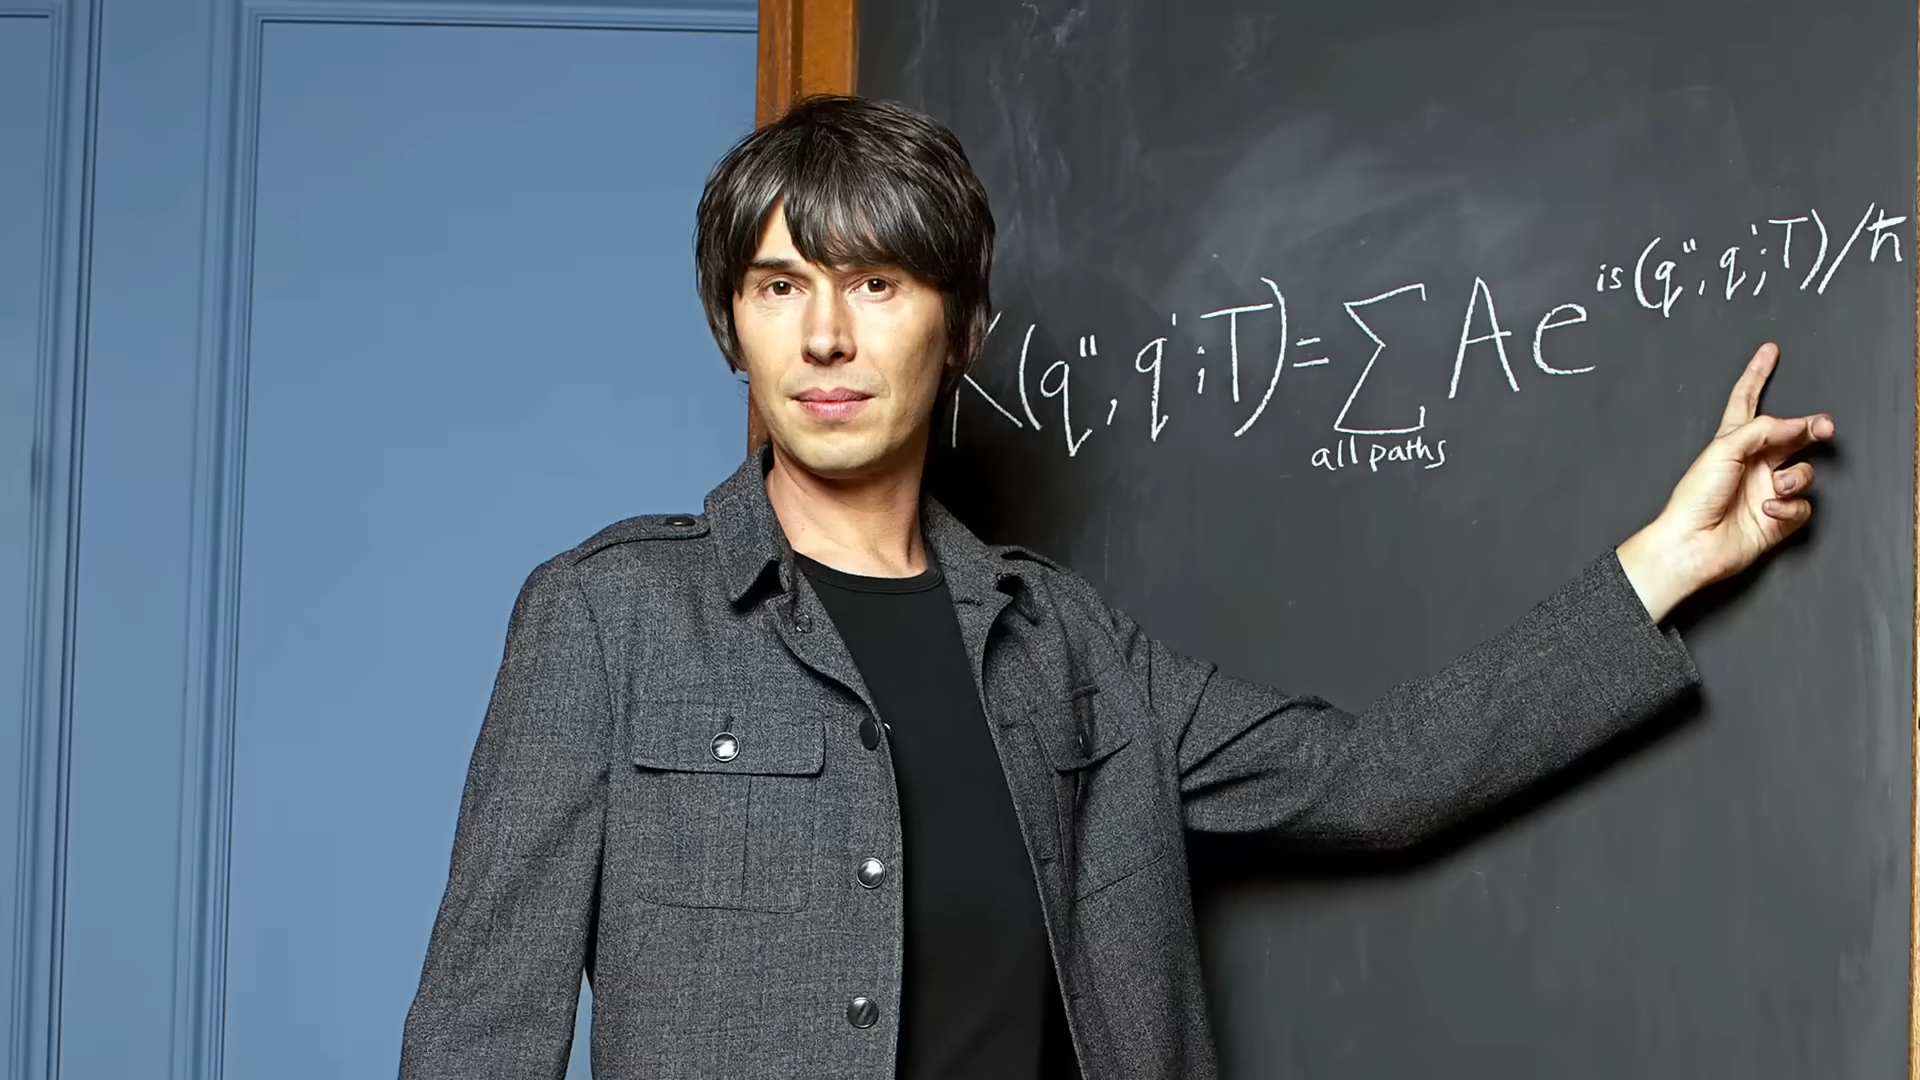 K(q", q';T)=∑ Ae^is(q", q';T)/ħ
all paths